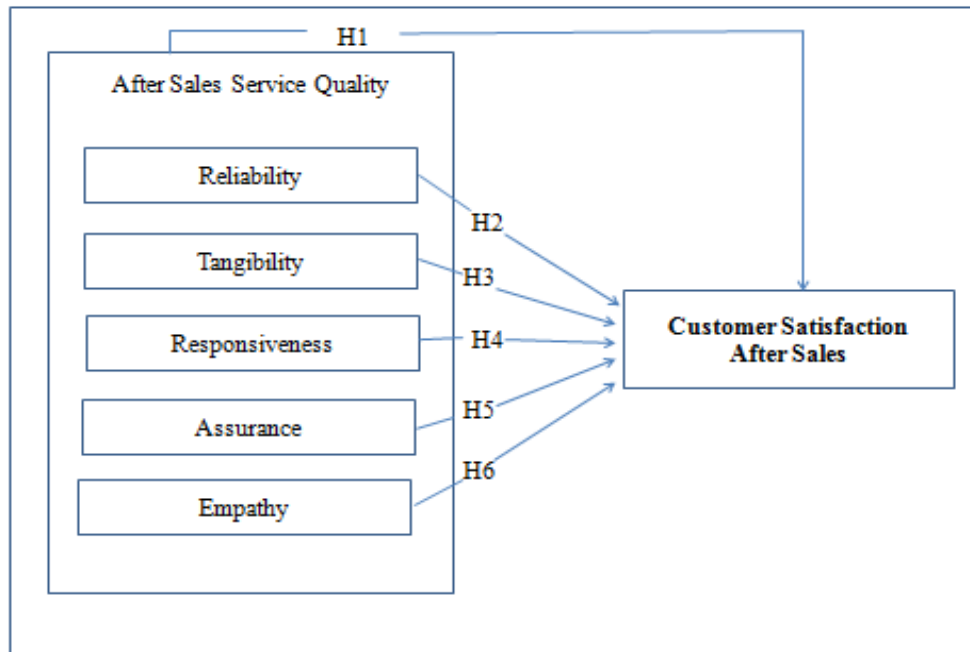 H1
After Sales Service Quality
Reliability
H2
Tangibility
H3
Responsiveness
H4
Customer Satisfaction
After Sales
Assurance
H5
Empathy
H6